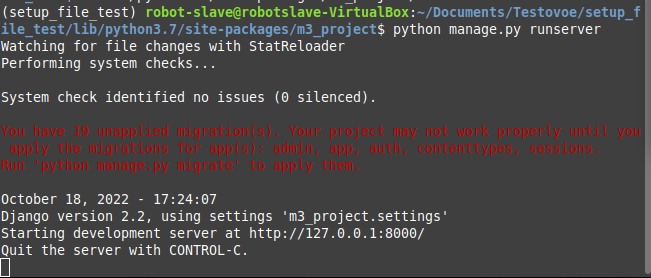 (setup_file_test) robot-slave@robotslave-VirtualBox:~/Documents/Testovoe/setup_f
ile_test/lib/python3.7/site-packages/m3_project$ python manage.py runserver
Watching for file changes with StatReloader
Performing system checks...
System check identified no issues (0 silenced).
You have 19 unapplied migration(s). Your project may not work properly until you
apply the migrations for app(s): admin, app, auth, contenttypes, sessions.
Run 'python manage.py migrate' to apply them.
October 18, 2022 - 17:24:07
Django version 2.2, using settings 'm3_project.settings'
Starting development server at http://127.0.0.1:8000/
Quit the server with CONTROL-C.